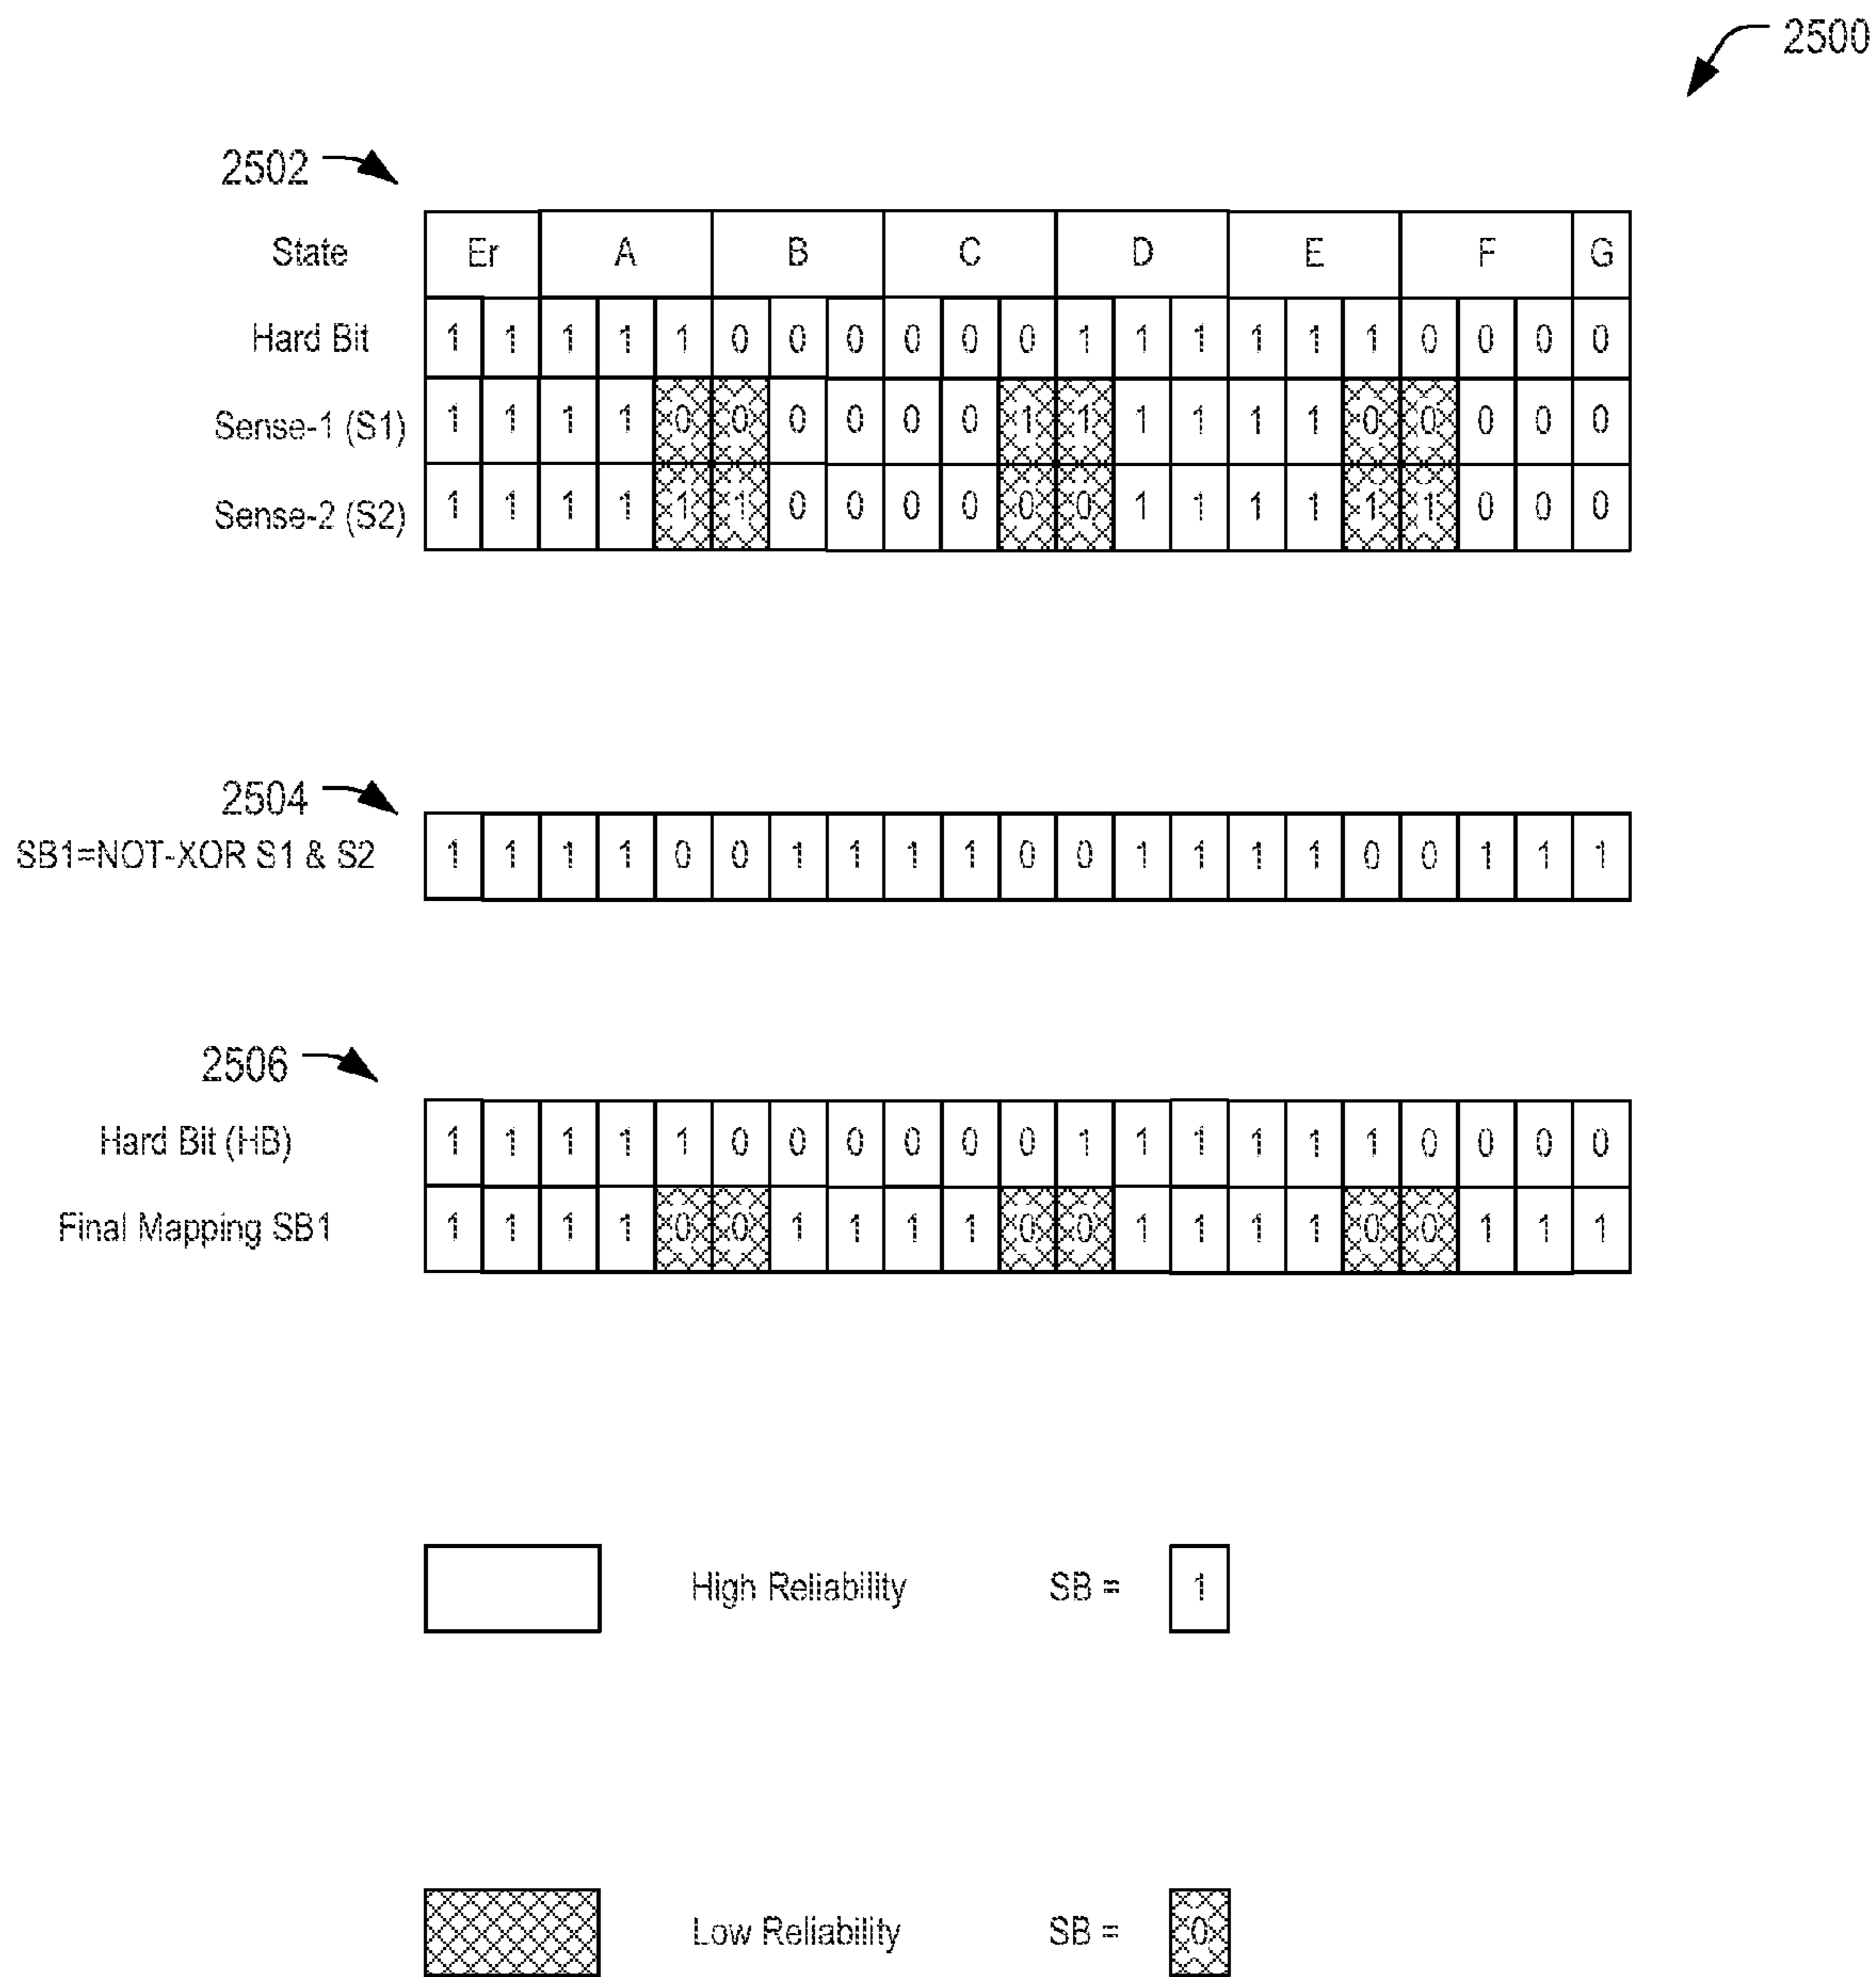 2500
2502
State Er A B C D E F G
Hard Bit 1 1 1 1 1 0 0 0 0 0 0 1 1 1 1 1 1 0 0 0 0
Sense-1 (S1) 1 1 1 1 0 0 0 0 0 0 1 1 1 1 1 1 0 0 0 0 0
Sense-2 (S2) 1 1 1 1 1 1 0 0 0 0 0 0 1 1 1 1 1 1 0 0 0
2504
SB1=NOT-XOR S1 & S2 1 1 1 1 0 0 1 1 1 1 0 0 1 1 1 1 0 0 1 1 1
2506
Hard Bit (HB) 1 1 1 1 1 0 0 0 0 0 0 1 1 1 1 1 1 0 0 0 0
Final Mapping SB1 1 1 1 1 0 0 1 1 1 1 0 0 1 1 1 1 0 0 1 1 1
High Reliability SB = 1
Low Reliability SB = 0